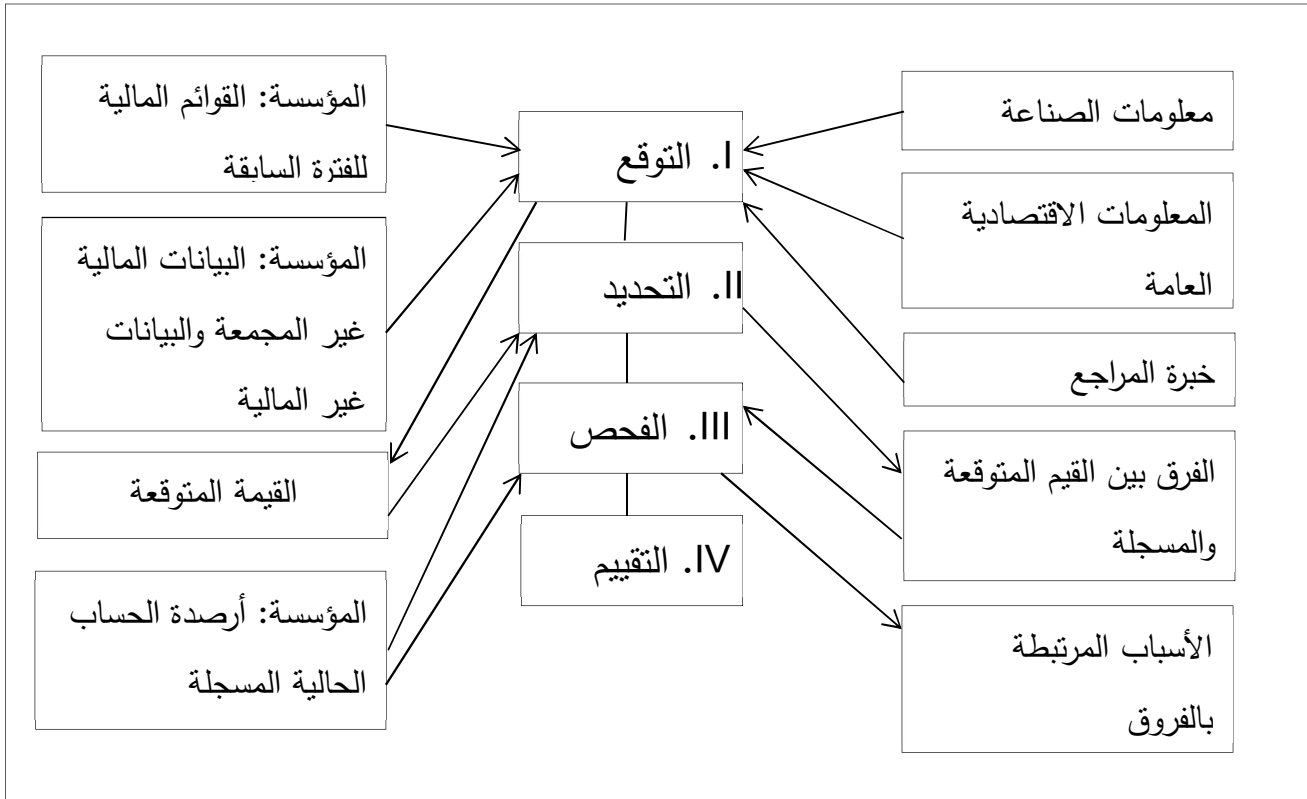 معلومات الصناعة
المعلومات الاقتصادية
العامة
خبرة المراجع
الفرق بين القيم المتوقعة
والمسجلة
الأسباب المرتبطة
بالفروق
I. التوقع
II. التحديد
III. الفحص
IV. التقييم
المؤسسة: القوائم المالية
للفترة السابقة
المؤسسة: البيانات المالية
غير المجمعة والبيانات
غير المالية
القيمة المتوقعة
المؤسسة: أرصدة الحساب
الحالية المسجلة